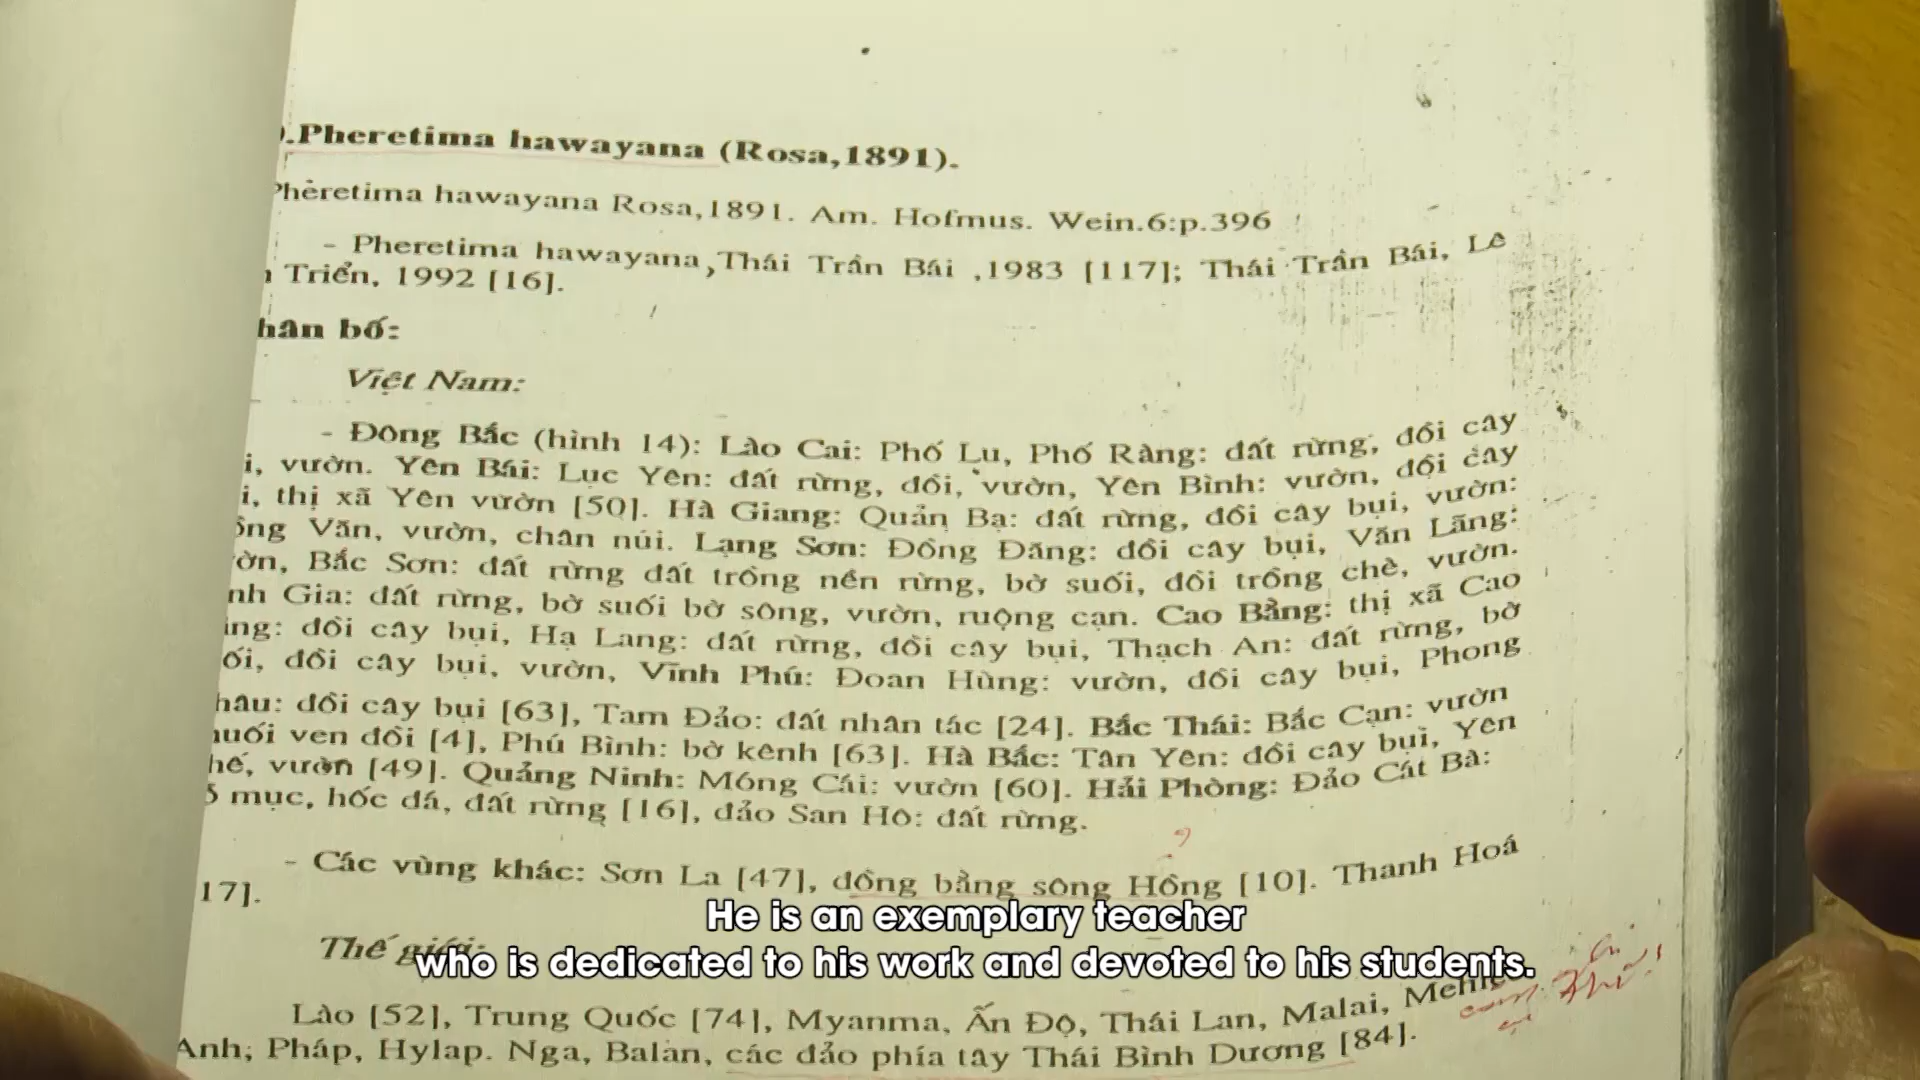 .Pheretima hawayana (Rosa,1891).
Pheretima hawayana Rosa,1891. Am. Hofmus. Wein.6:p.396
- Pheretima hawayana,Thái Trần Bái ,1983 [117]; Thái Trần Bái, Lê
Triển, 1992 [16].
hân bố:
Việt Nam:
- Đông Bắc (hình 14): Lào Cai: Phố Lu, Phố Ràng: đất rừng, đồi cây
i, vườn. Yên Bái: Lục Yên: đất rừng, đồi, vườn, Yên Bình: vườn, đồi cây
i, thị xã Yên vườn [50]. Hà Giang: Quản Bạ: đất rừng, đồi cây bụi, vườn:
ồng Văn, vườn, chân núi. Lạng Sơn: Đồng Đăng: đồi cây bụi, Văn Lãng:
ờn, Bắc Sơn: đất rừng đất trồng nền rừng, bờ suối, đồi trồng chè, vườn.
nh Gia: đất rừng, bờ suối bờ sông, vườn, ruộng cạn. Cao Bằng: thị xã Cao
ing: đồi cây bụi, Hạ Lang: đất rừng, đồi cây bụi, Thạch An: đất rừng, bờ
ối, đồi cây bụi, vườn, Vĩnh Phú: Đoan Hùng: vườn, đồi cây bụi, Phong
hâu: đồi cây bụi [63], Tam Đảo: đất nhân tác [24]. Bắc Thái: Bắc Cạn: vườn
uối ven đồi [4], Phú Bình: bờ kênh [63]. Hà Bắc: Tân Yên: đồi cây bụi, Yên
hế, vườn [49]. Quảng Ninh: Móng Cái: vườn [60]. Hải Phòng: Đảo Cát Bà:
mục, hốc đá, đất rừng [16], đảo San Hô: đất rừng.
- Các vùng khác: Sơn La [47], đồng bằng sông Hồng [10]. Thanh Hoá
17].
He is an exemplary teacher
Thế giới:
who is dedicated to his work and devoted to his students.
Lào [52], Trung Quốc [74], Myanma, Ấn Độ, Thái Lan, Malai,
Anh; Pháp, Hylap. Nga, Balan, các đảo phía tây Thái Bình Dương [84].